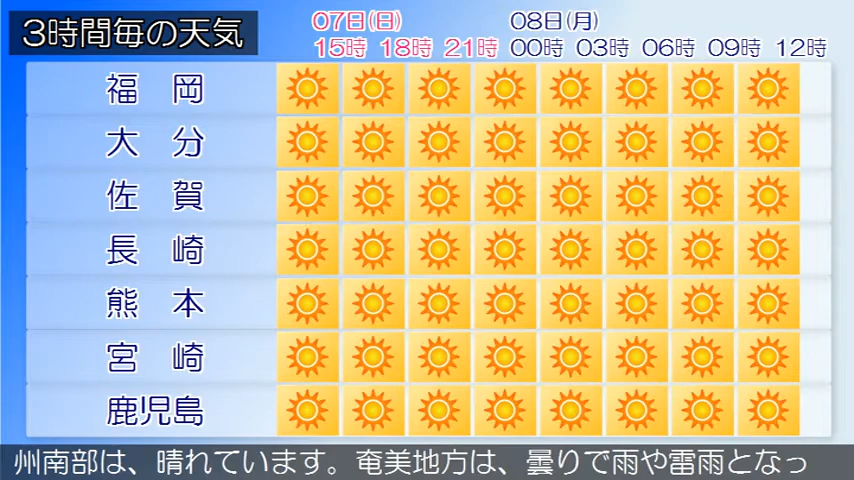 3時間毎の天気
07日(日) 08日(月)
15時 18時 21時 00時 03時 06時 09時 12時
福岡
大分
佐賀
長崎
熊本
宮崎
鹿児島
州南部は、晴れています。奄美地方は、曇りで雨や雷雨となっ